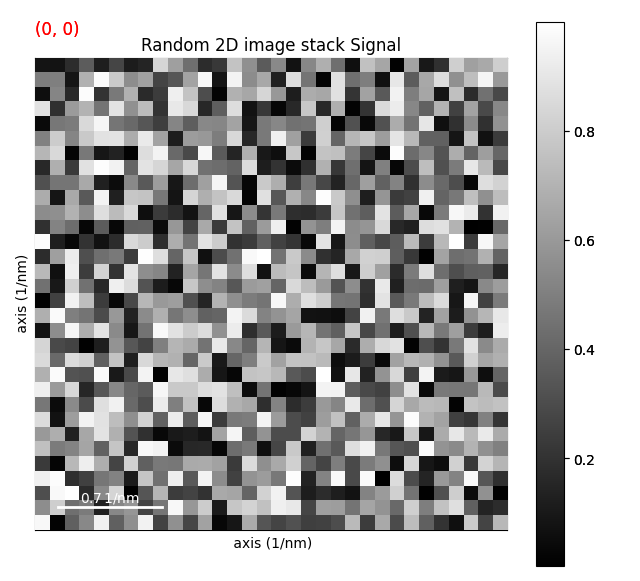 (0, 0)
Random 2D image stack Signal
0.8
0.6
0.4
0.2
axis (1/nm)
0.7 1/nm
axis (1/nm)